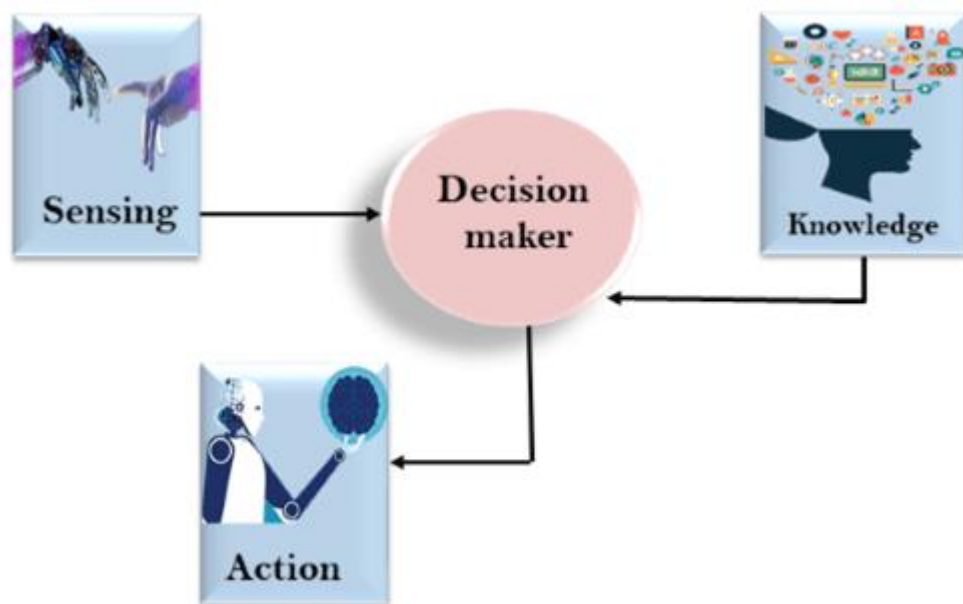 Sensing
Decision
maker
Knowledge
Action